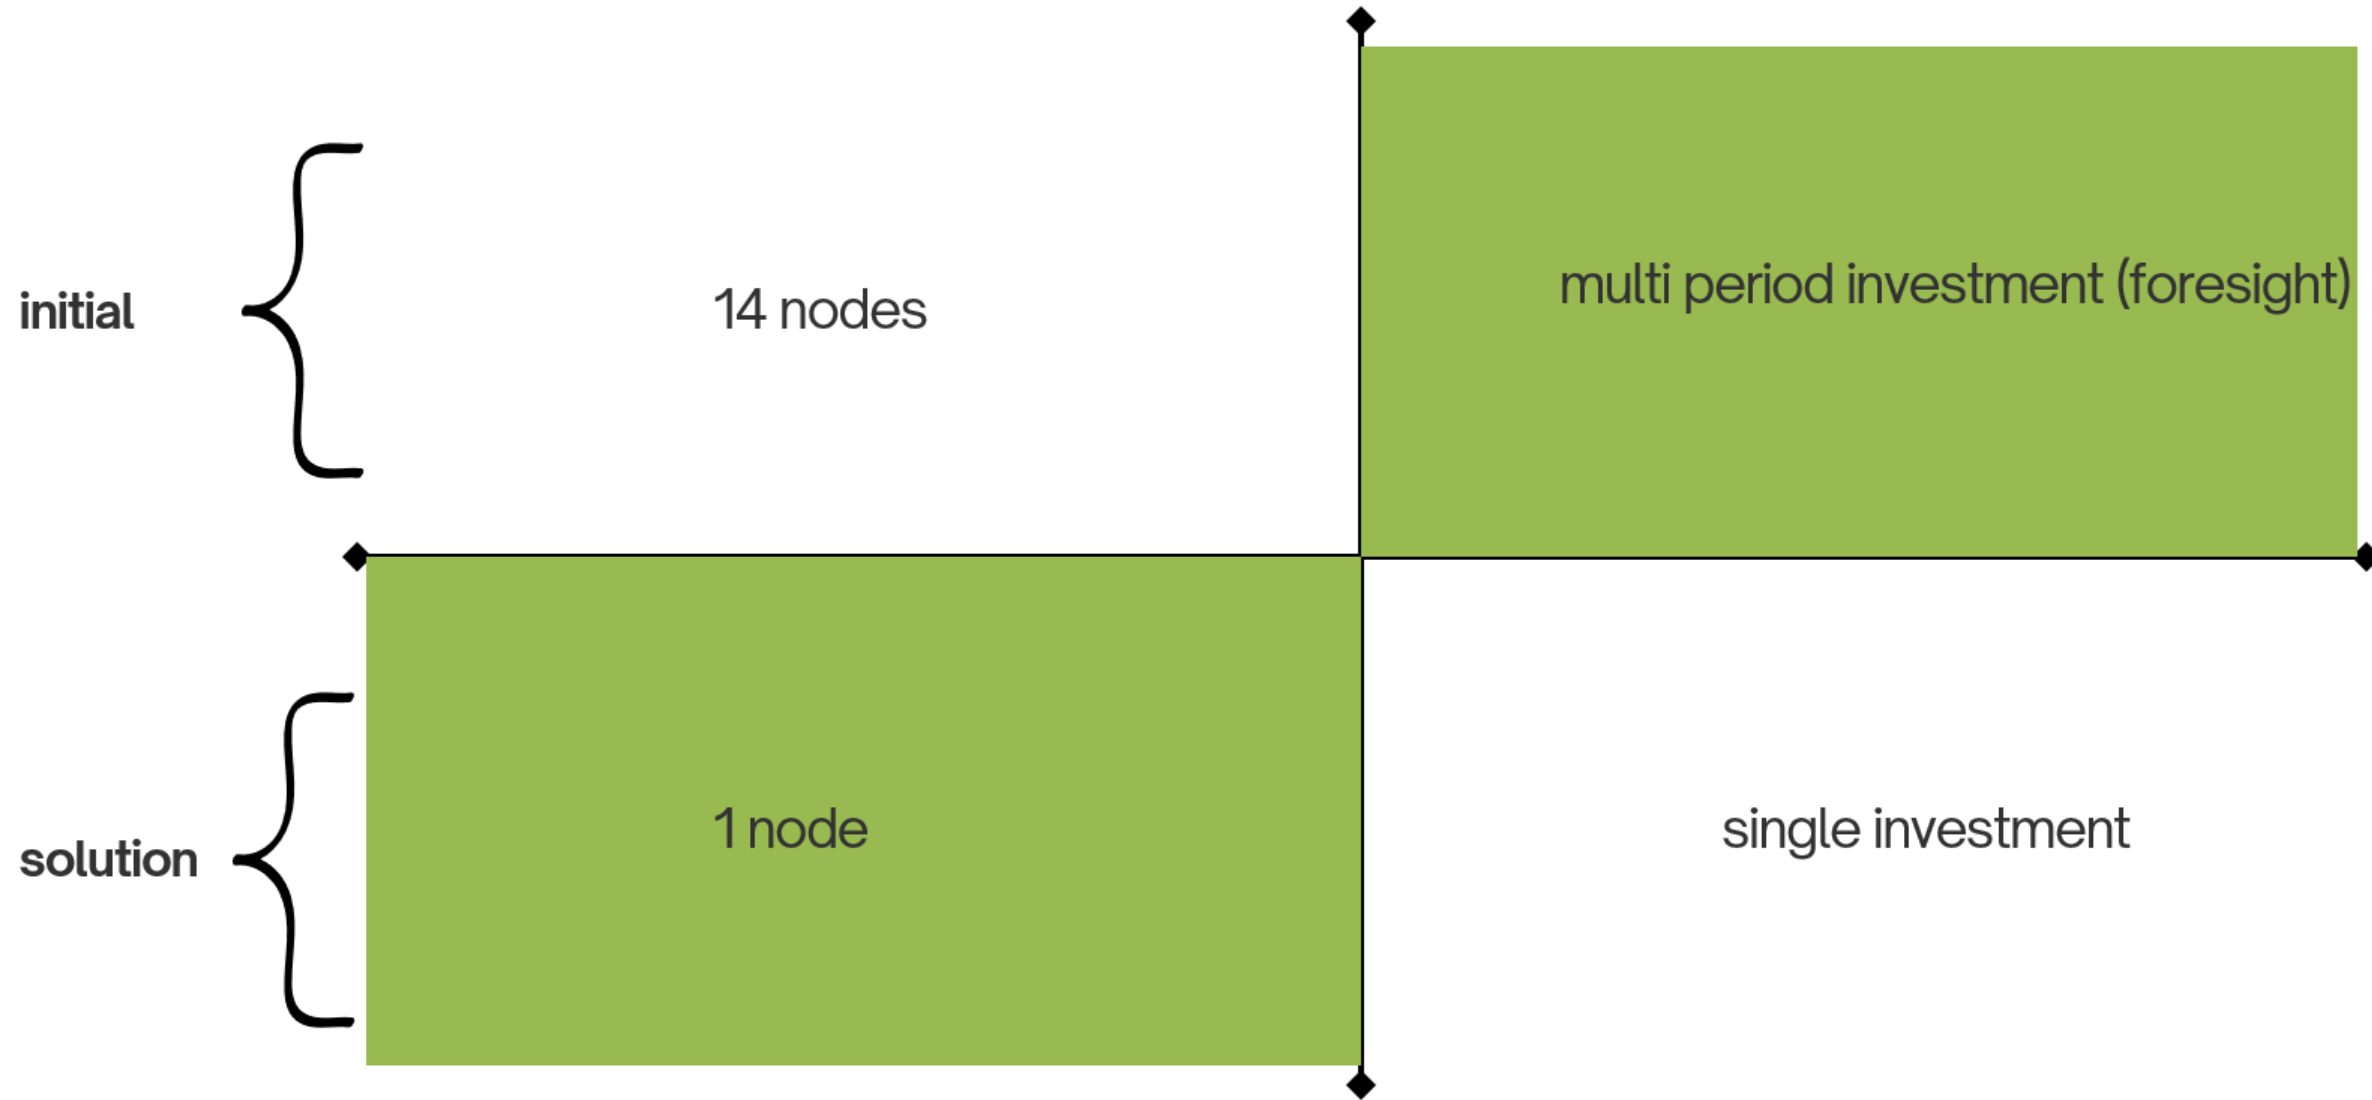 initial
14 nodes
multi period investment (foresight)
solution
1 node
single investment